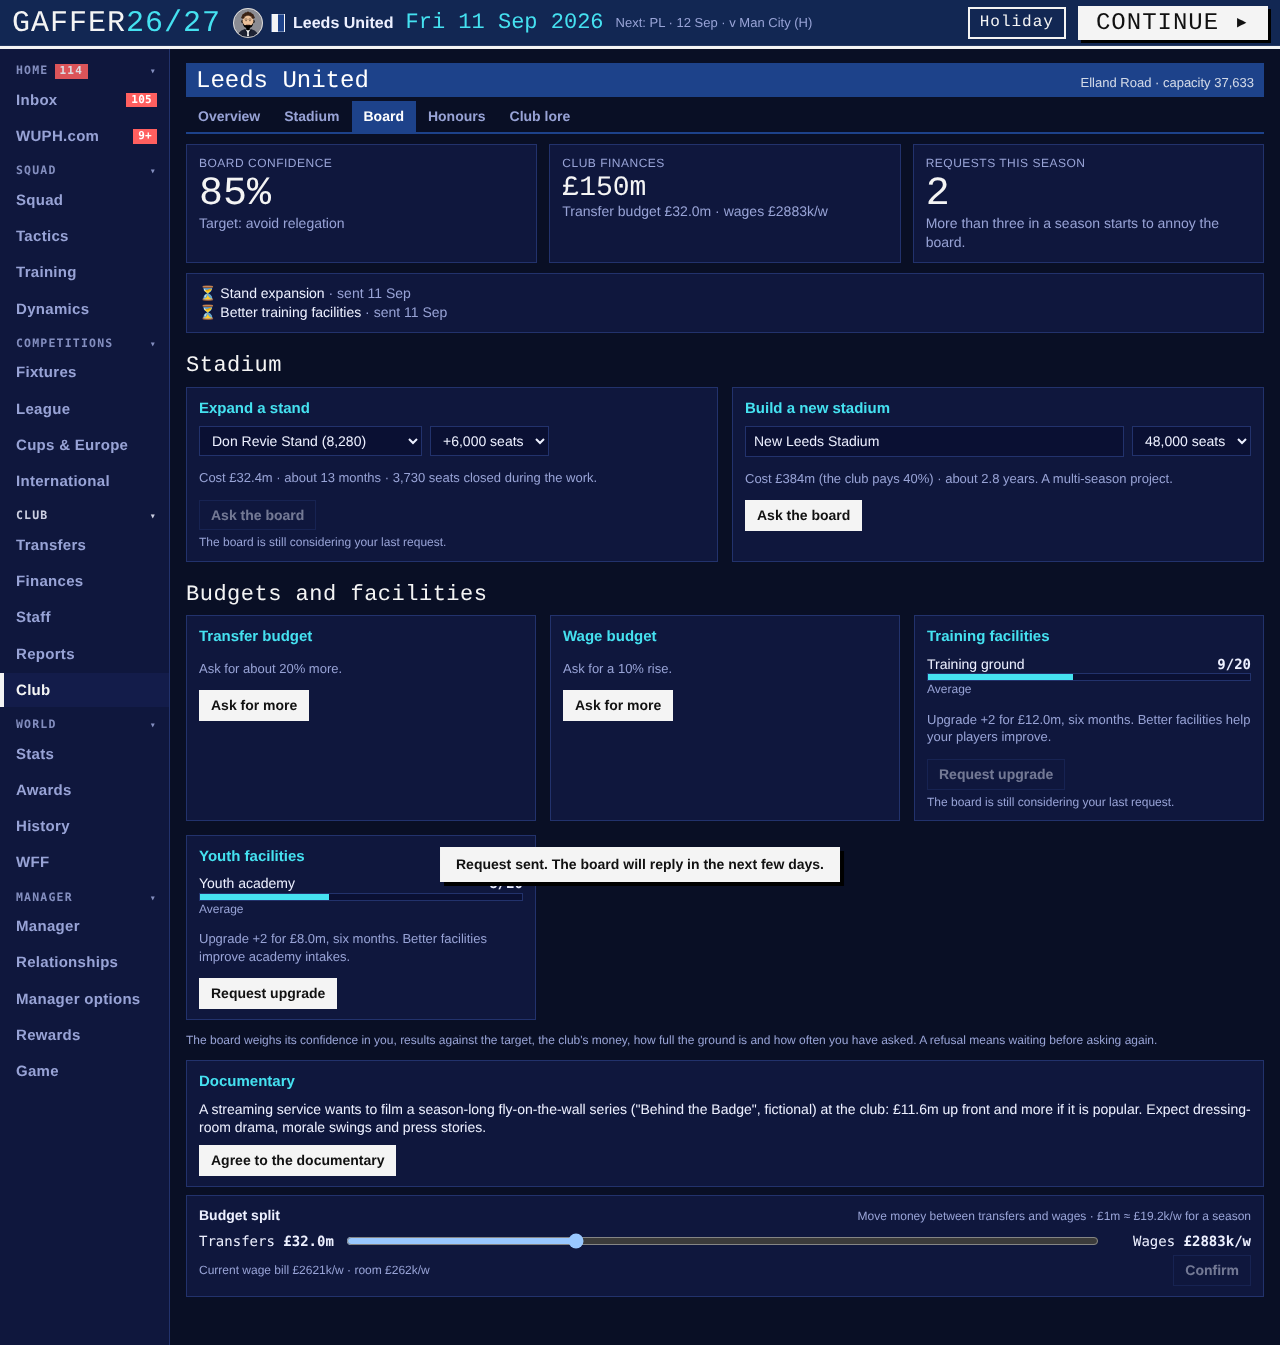 GAFFER26/27 Leeds United Fri 11 Sep 2026 Next: PL · 12 Sep · v Man City (H) Holiday CONTINUE ►
HOME 114 ▾
Inbox 105
WUPH.com 9+
SQUAD ▾
Squad
Tactics
Training
Dynamics
COMPETITIONS ▾
Fixtures
League
Cups & Europe
International
CLUB ▾
Transfers
Finances
Staff
Reports
Club
WORLD ▾
Stats
Awards
History
WFF
MANAGER ▾
Manager
Relationships
Manager options
Rewards
Game
Leeds United Elland Road · capacity 37,633
Overview Stadium Board Honours Club lore
BOARD CONFIDENCE
85%
Target: avoid relegation
CLUB FINANCES
£150m
Transfer budget £32.0m · wages £2883k/w
REQUESTS THIS SEASON
2
More than three in a season starts to annoy the
board.
⏳ Stand expansion · sent 11 Sep
⏳ Better training facilities · sent 11 Sep
Stadium
Expand a stand
Don Revie Stand (8,280) +6,000 seats
Cost £32.4m · about 13 months · 3,730 seats closed during the work.
Ask the board
The board is still considering your last request.
Build a new stadium
New Leeds Stadium 48,000 seats
Cost £384m (the club pays 40%) · about 2.8 years. A multi-season project.
Ask the board
Budgets and facilities
Transfer budget
Ask for about 20% more.
Ask for more
Wage budget
Ask for a 10% rise.
Ask for more
Training facilities
Training ground 9/20
Average
Upgrade +2 for £12.0m, six months. Better facilities help
your players improve.
Request upgrade
The board is still considering your last request.
Youth facilities
Youth academy
Average
Upgrade +2 for £8.0m, six months. Better facilities
improve academy intakes.
Request upgrade
Request sent. The board will reply in the next few days.
The board weighs its confidence in you, results against the target, the club's money, how full the ground is and how often you have asked. A refusal means waiting before asking again.
Documentary
A streaming service wants to film a season-long fly-on-the-wall series ("Behind the Badge", fictional) at the club: £11.6m up front and more if it is popular. Expect dressing-
room drama, morale swings and press stories.
Agree to the documentary
Budget split Move money between transfers and wages · £1m ≈ £19.2k/w for a season
Transfers £32.0m Wages £2883k/w
Current wage bill £2621k/w · room £262k/w Confirm